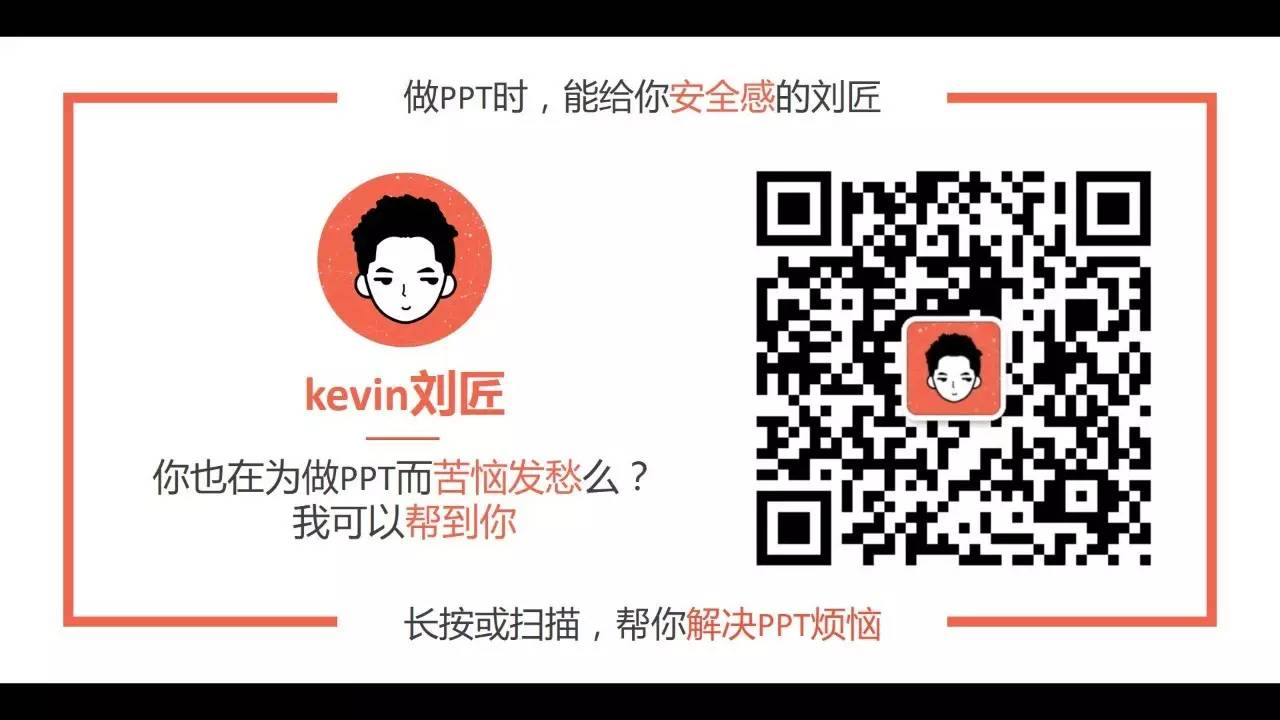 做PPT时，能给你安全感的刘匠
kevin刘匠
你也在为做PPT而苦恼发愁么？
我可以帮到你
长按或扫描，帮你解决PPT烦恼